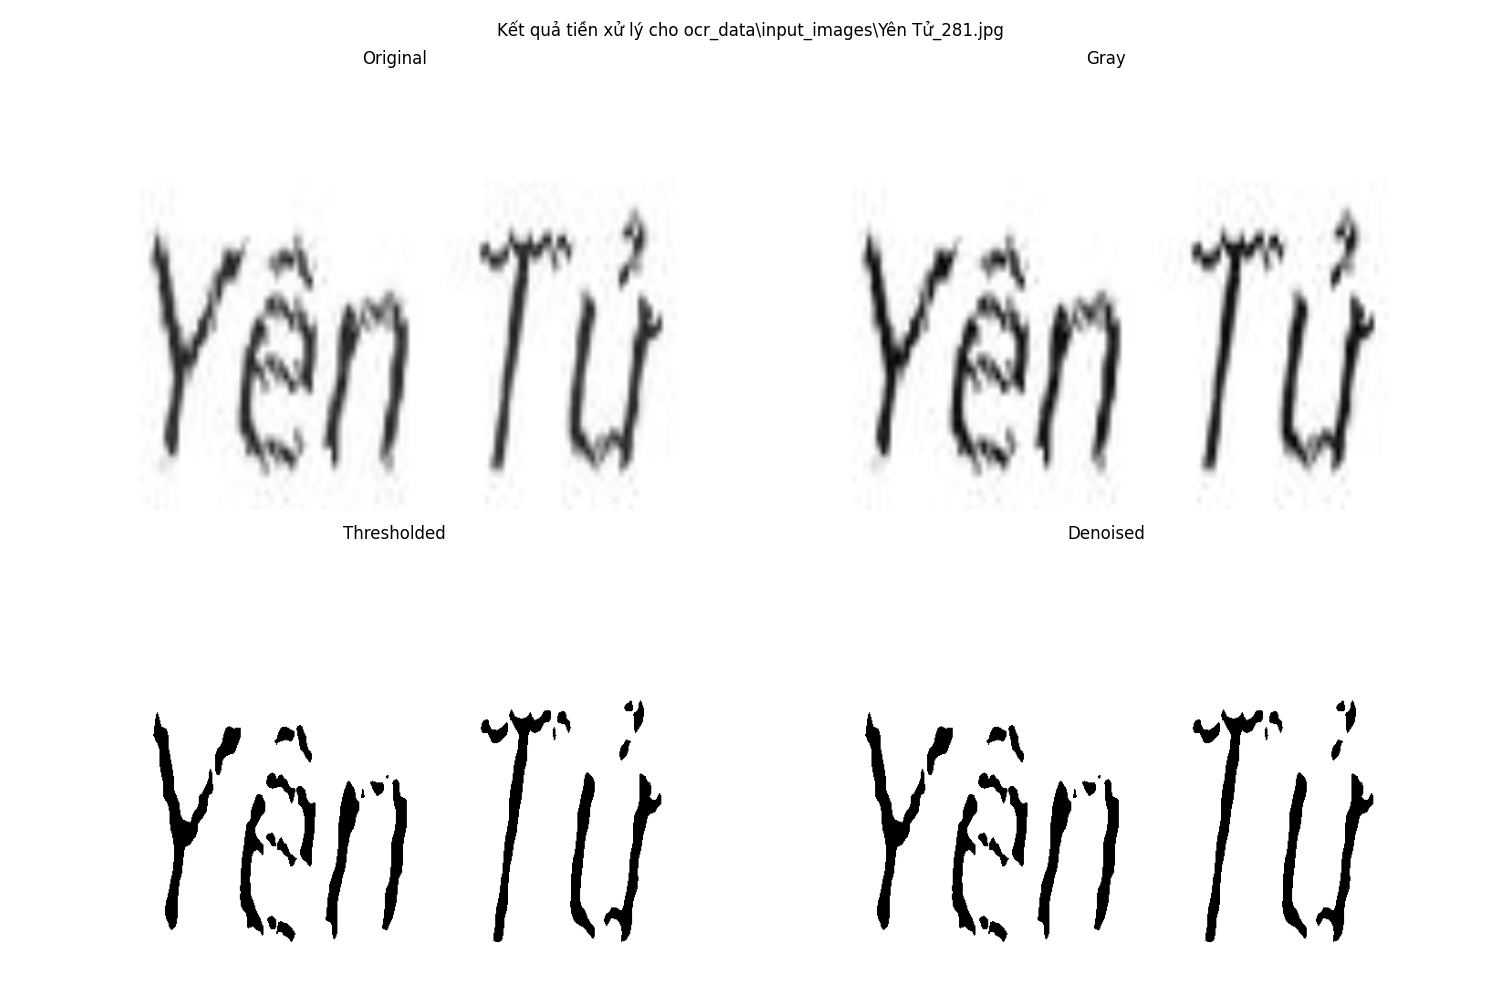 Kết quả tiền xử lý cho ocr_data\input_images\Yên Tử_281.jpg
Original
Gray
Yên Tử
Yên Tử
Thresholded
Denoised
Yên Tử
Yên Tử